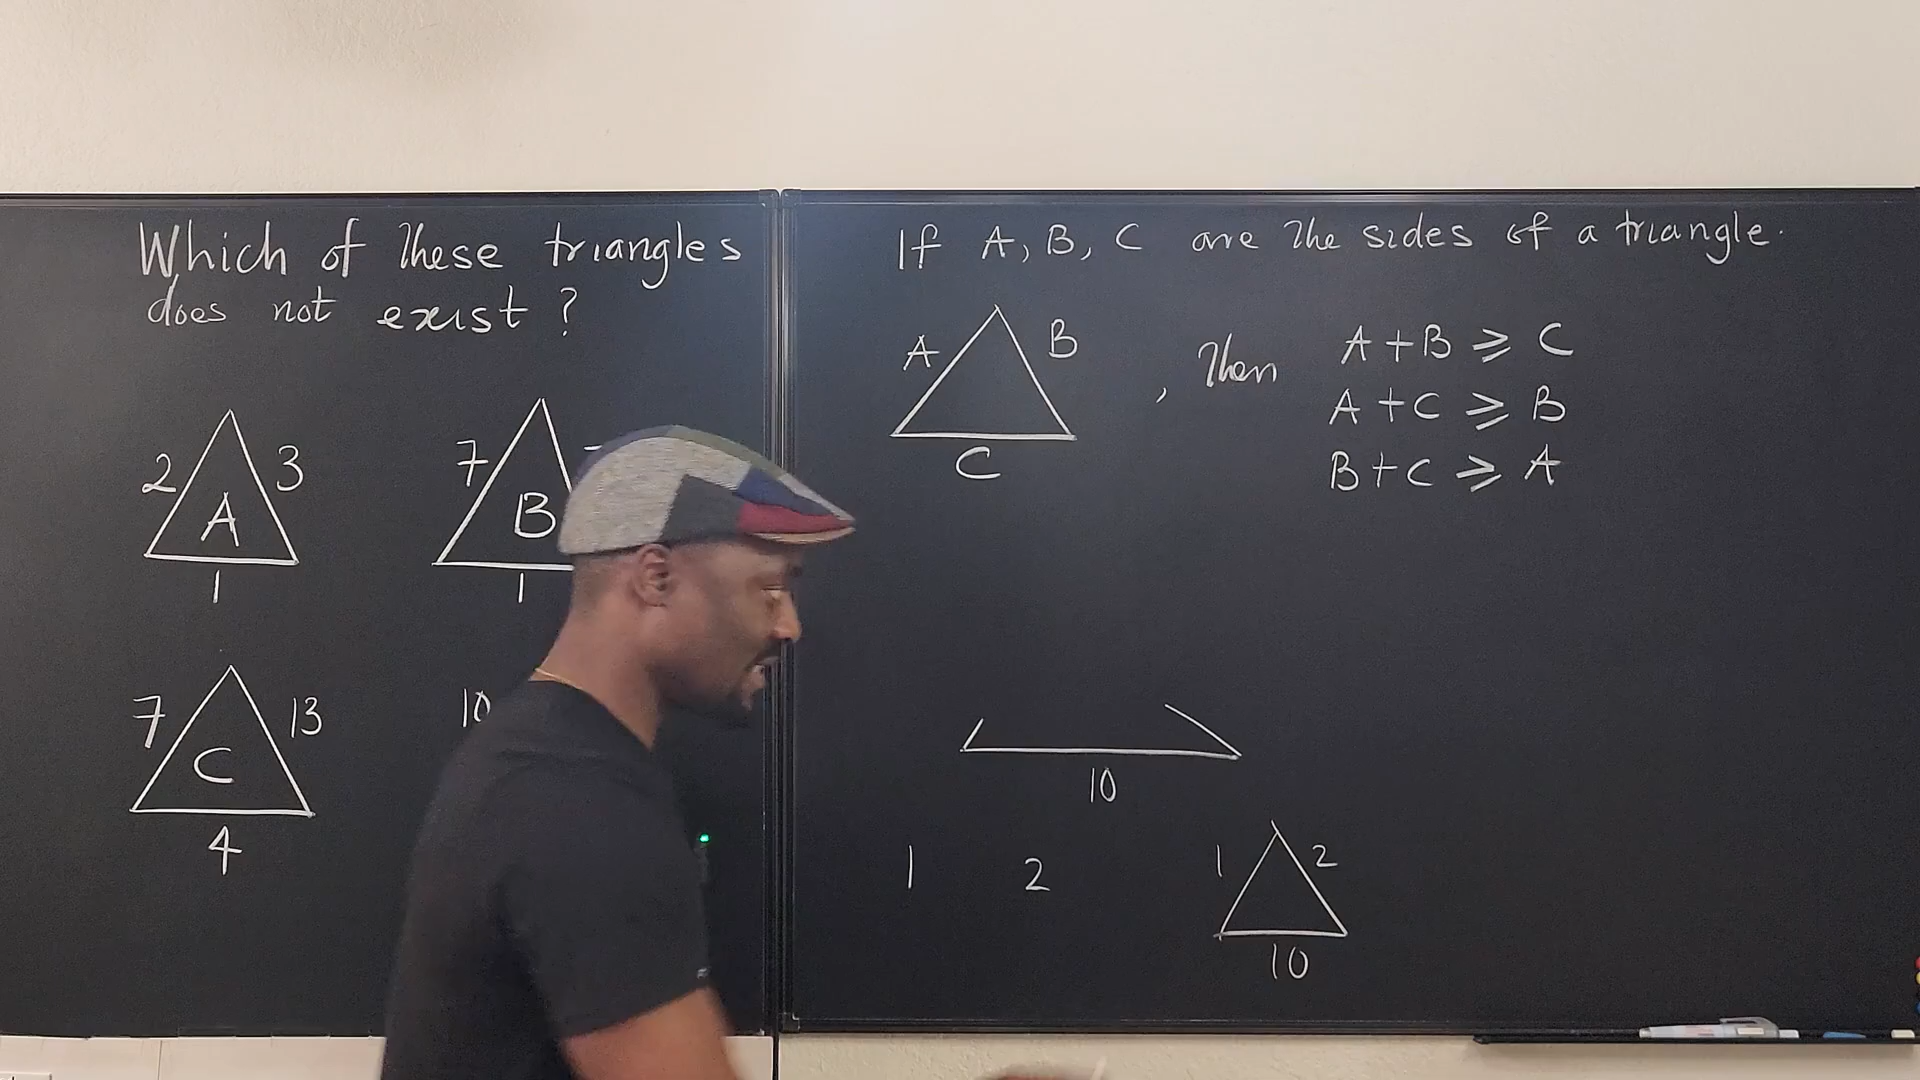 Which of these triangles
does not exist?
2 3
A
1
7
B
1
7 13
C
4
10
If A, B, C are the sides of a triangle.
A B
C
, Then
A + B ⩾ C
A + C ⩾ B
B + C ⩾ A
10
1 2
1 2
10